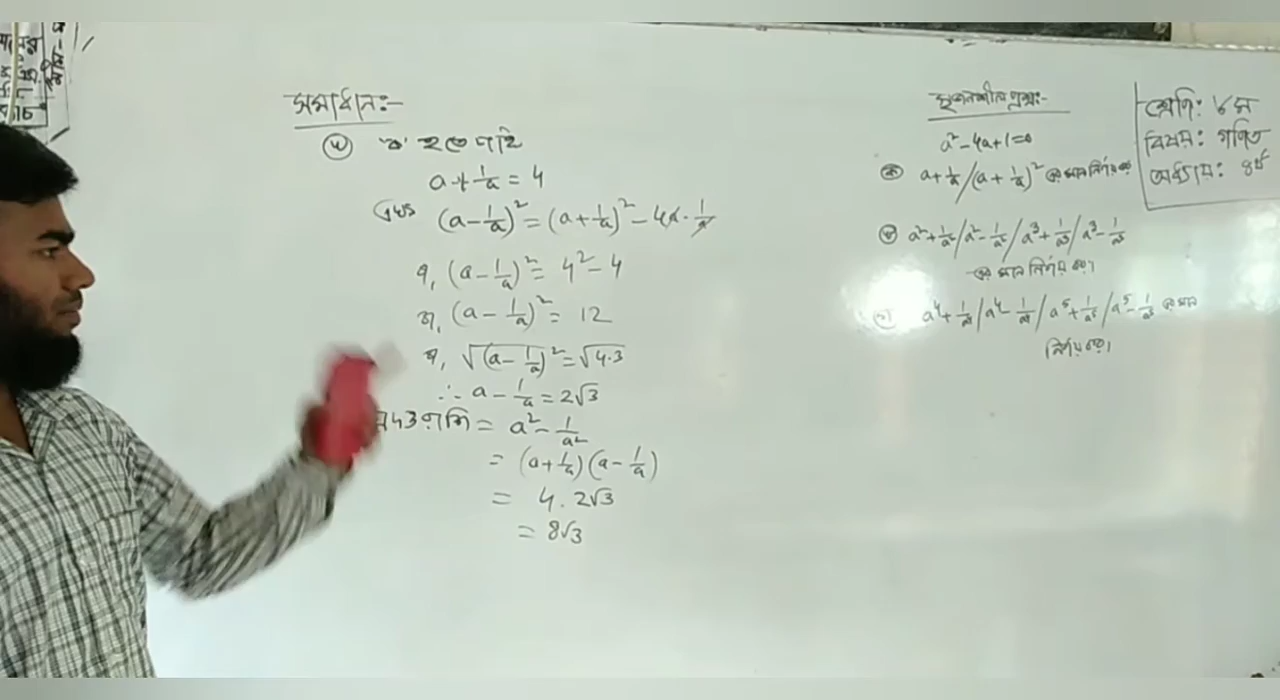 সমাধানঃ-
(খ) 'ক' হতে পাই
a + 1/a = 4
এখন (a - 1/a)² = (a + 1/a)² - 4a · 1/a
বা, (a - 1/a)² = 4² - 4
বা, (a - 1/a)² = 12
বা, √(a - 1/a)² = √4·3
∴ a - 1/a = 2√3
প্রদত্ত রাশি = a² - 1/a²
= (a + 1/a)(a - 1/a)
= 4 · 2√3
= 8√3
সৃজনশীল প্রশ্নঃ-
a² - 4a + 1 = 0
(ক) a + 1/a / (a + 1/a)² এর মান নির্ণয় কর
(খ) a² + 1/a² / a² - 1/a² / a³ + 1/a³ / a³ - 1/a³
এর মান নির্ণয় কর।
(গ) a⁴ + 1/a⁴ / a⁴ - 1/a⁴ / a⁵ + 1/a⁵ / a⁵ - 1/a⁵ এর মান
নির্ণয় কর।
শ্রেণি: ৮ম
বিষয়: গণিত
অধ্যায়: ৪র্থ